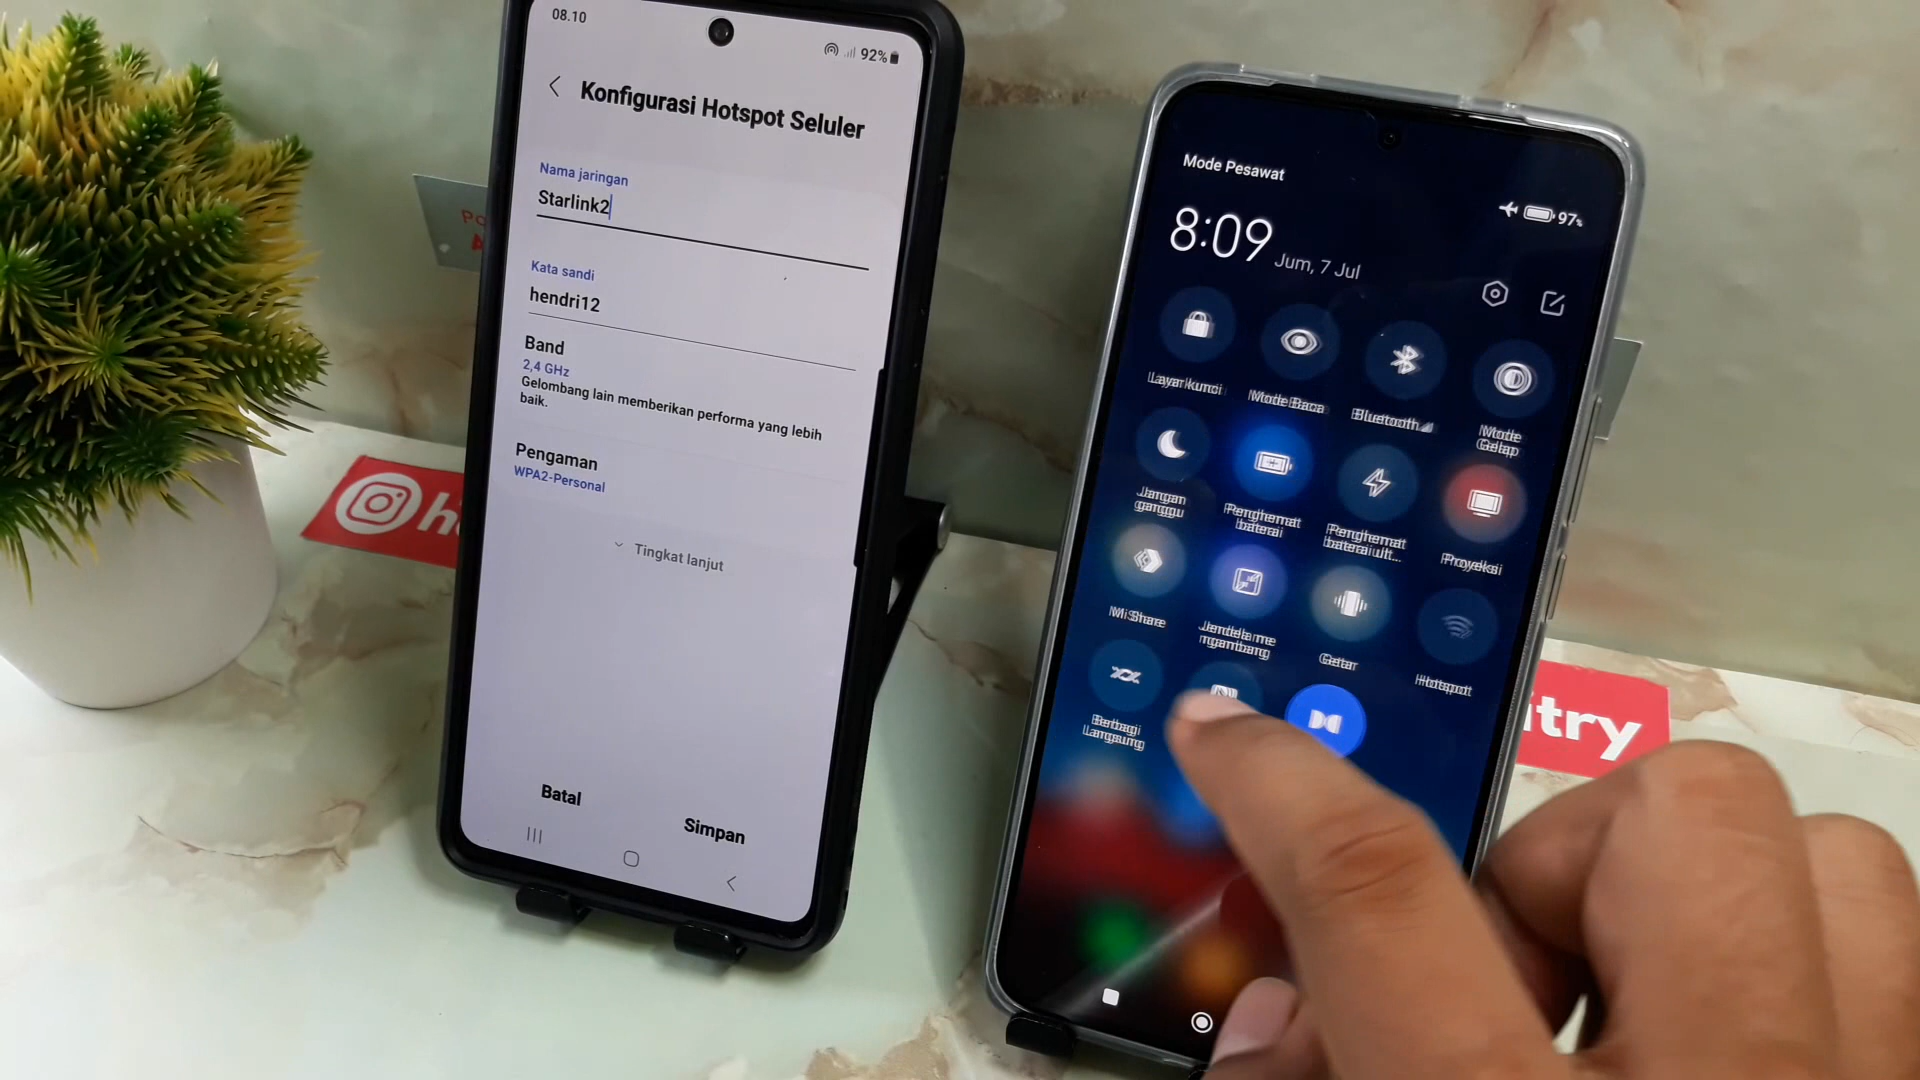 08.10
92%
Konfigurasi Hotspot Seluler
Nama jaringan
Starlink2
Kata sandi
hendri12
Band
2,4 GHz
Gelombang lain memberikan performa yang lebih
baik.
Pengaman
WPA2-Personal
Tingkat lanjut
Batal
Simpan
Mode Pesawat
97%
8:09 Jum, 7 Jul
Layar kunci
Mode Baca
Bluetooth
Mode
Gelap
Jangan
ganggu
Penghemat
baterai
Penghemat
baterai ult...
Proyeksi
Mi Share
Jendela me
ngambang
Getar
Hotspot
Berbagi
Langsung
itry